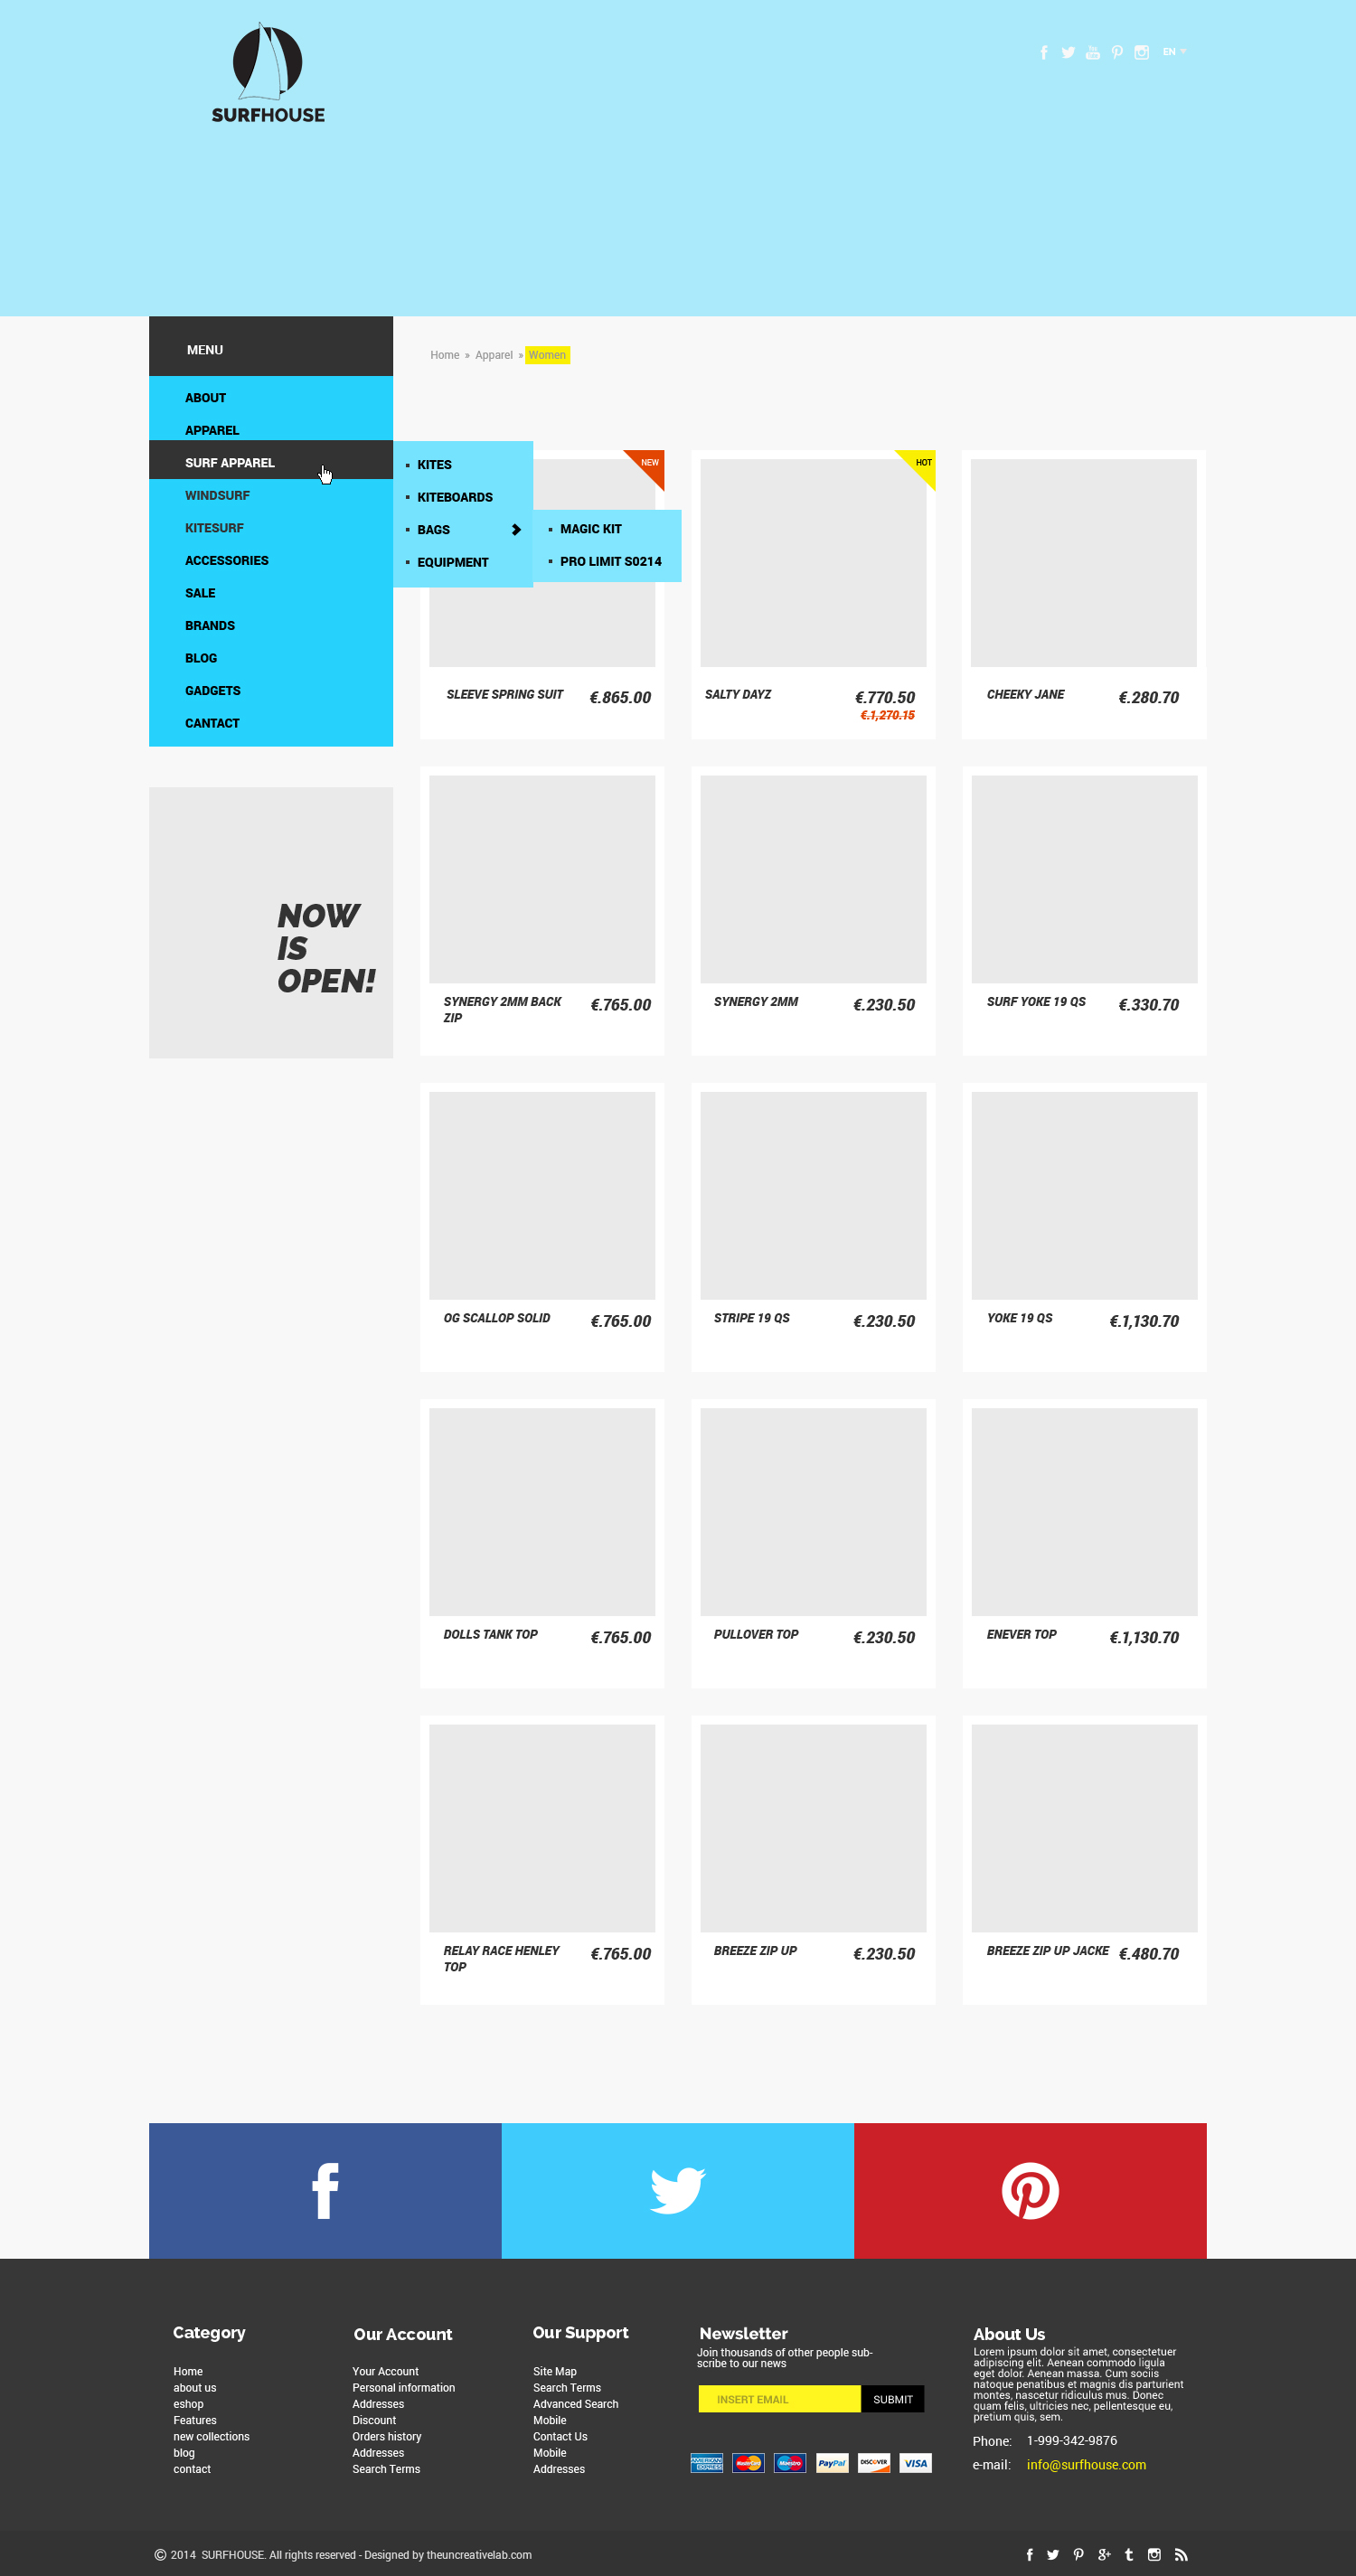 SURFHOUSE
EN
MENU
ABOUT
APPAREL
SURF APPAREL
WINDSURF
KITESURF
ACCESSORIES
SALE
BRANDS
BLOG
GADGETS
CANTACT
Home » Apparel » Women
KITES
KITEBOARDS
BAGS
EQUIPMENT
MAGIC KIT
PRO LIMIT S0214
NEW
HOT
SLEEVE SPRING SUIT €.865.00
SALTY DAYZ €.770.50
€.1,270.15
CHEEKY JANE €.280.70
NOW
IS
OPEN!
SYNERGY 2MM BACK €.765.00
ZIP
SYNERGY 2MM €.230.50
SURF YOKE 19 QS €.330.70
OG SCALLOP SOLID €.765.00
STRIPE 19 QS €.230.50
YOKE 19 QS €.1,130.70
DOLLS TANK TOP €.765.00
PULLOVER TOP €.230.50
ENEVER TOP €.1,130.70
RELAY RACE HENLEY €.765.00
TOP
BREEZE ZIP UP €.230.50
BREEZE ZIP UP JACKE €.480.70
Category
Home
about us
eshop
Features
new collections
blog
contact
Our Account
Your Account
Personal information
Addresses
Discount
Orders history
Addresses
Search Terms
Our Support
Site Map
Search Terms
Advanced Search
Mobile
Contact Us
Mobile
Addresses
Newsletter
Join thousands of other people sub-
scribe to our news
INSERT EMAIL SUBMIT
AMERICAN EXPRESS MasterCard Maestro PayPal DISCOVER VISA
About Us
Lorem ipsum dolor sit amet, consectetuer
adipiscing elit. Aenean commodo ligula
eget dolor. Aenean massa. Cum sociis
natoque penatibus et magnis dis parturient
montes, nascetur ridiculus mus. Donec
quam felis, ultricies nec, pellentesque eu,
pretium quis, sem.
Phone: 1-999-342-9876
e-mail: info@surfhouse.com
© 2014 SURFHOUSE. All rights reserved - Designed by theuncreativelab.com